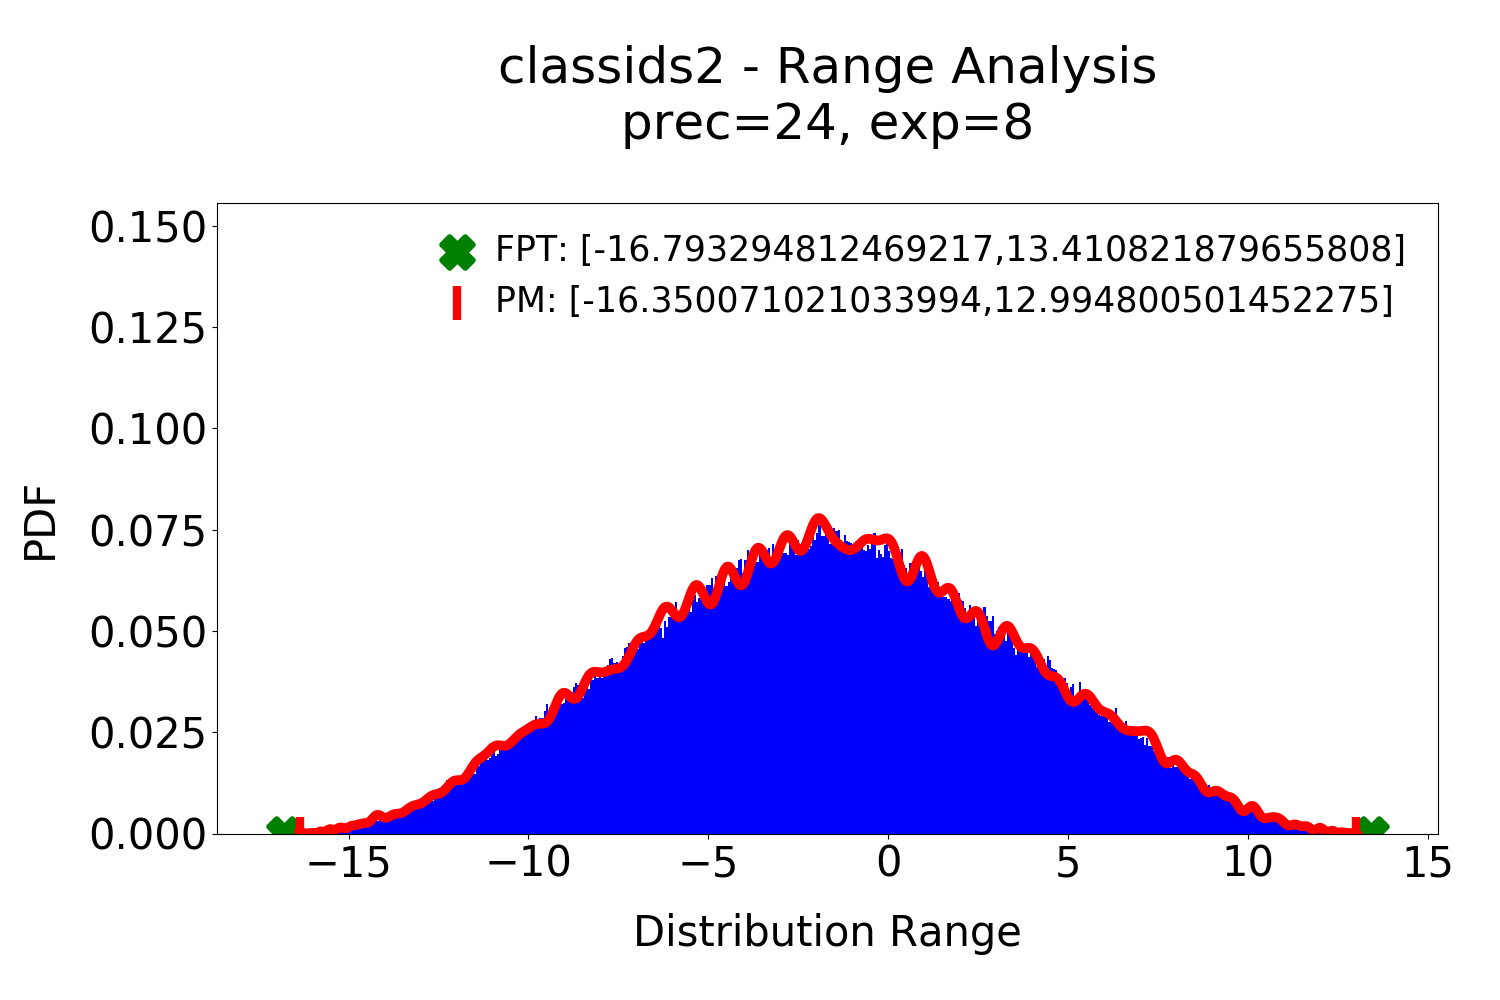 classids2 - Range Analysis
prec=24, exp=8
FPT: [-16.793294812469217,13.410821879655808]
PM: [-16.350071021033994,12.994800501452275]
PDF
0.150
0.125
0.100
0.075
0.050
0.025
0.000
−15
−10
−5
0
5
10
15
Distribution Range